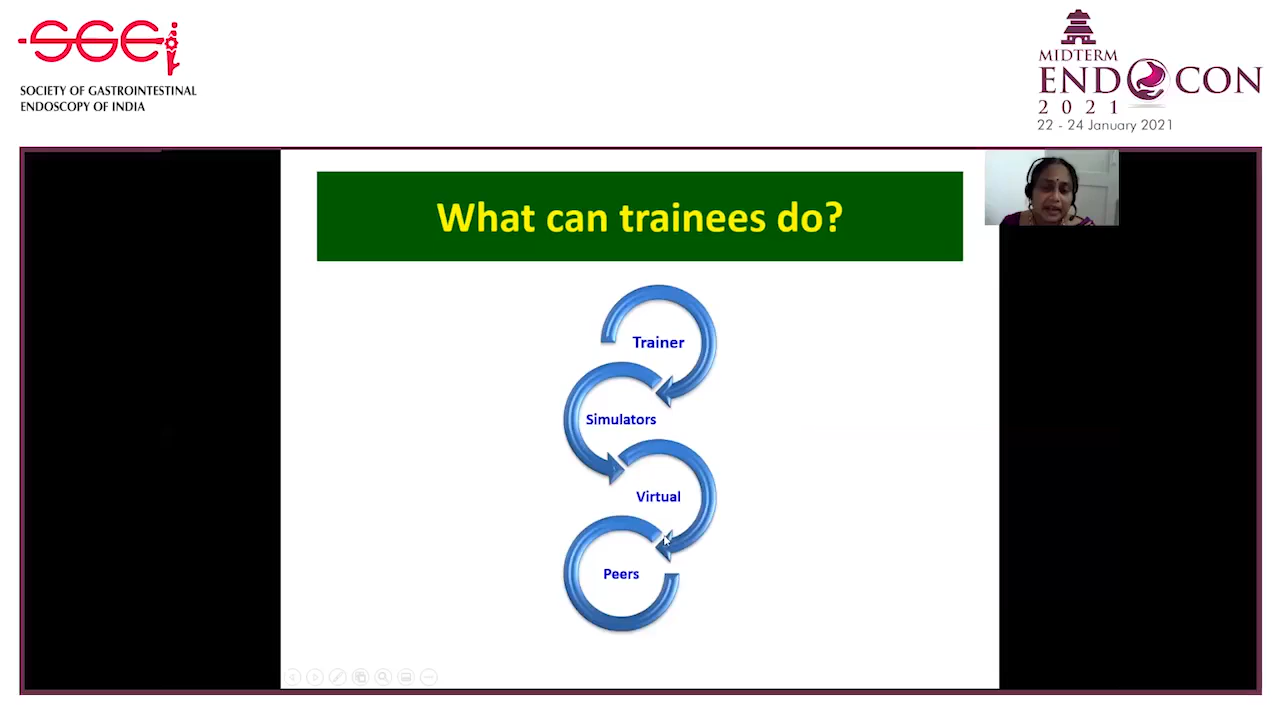 SGEi
SOCIETY OF GASTROINTESTINAL
ENDOSCOPY OF INDIA
MIDTERM
ENDOCON
2021
22 - 24 January 2021
What can trainees do?
Trainer
Simulators
Virtual
Peers